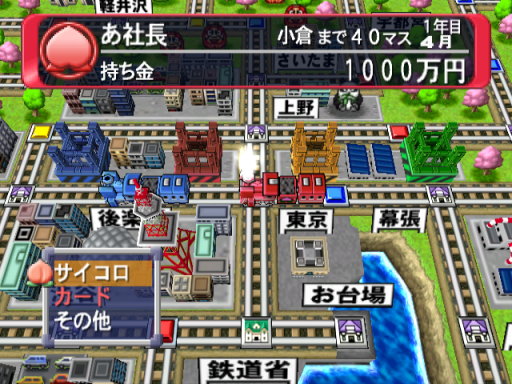 軽井沢
あ社長
小倉まで40マス
1年目
4月
さいたま
持ち金
1000万円
上野
後楽
東京
幕張
サイコロ
カード
その他
お台場
鉄道省